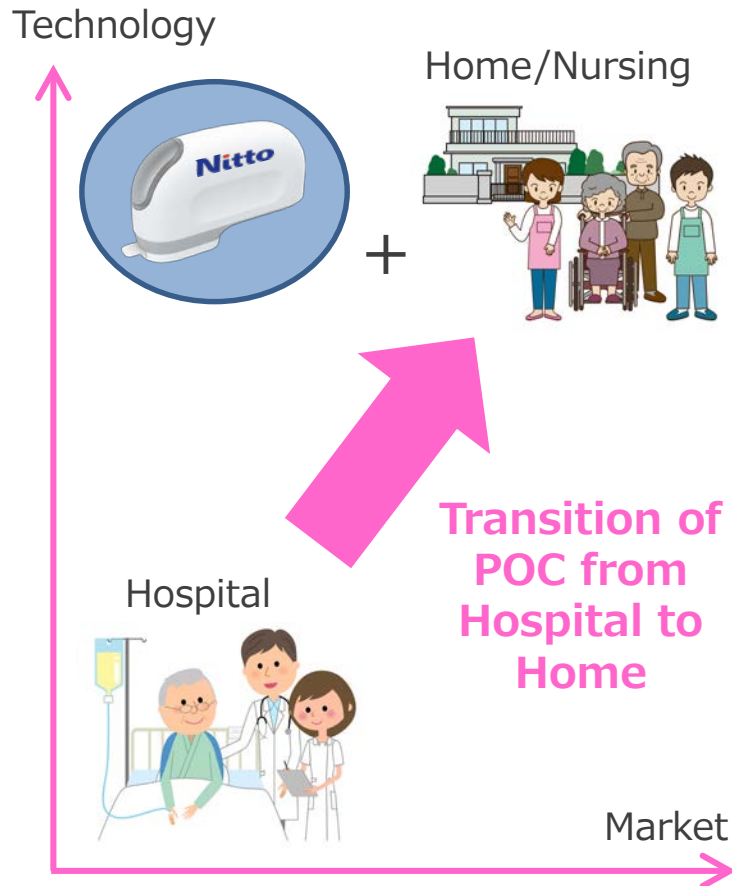 Technology
Home/Nursing
Nitto
+
Transition of
POC from
Hospital to
Home
Hospital
Market